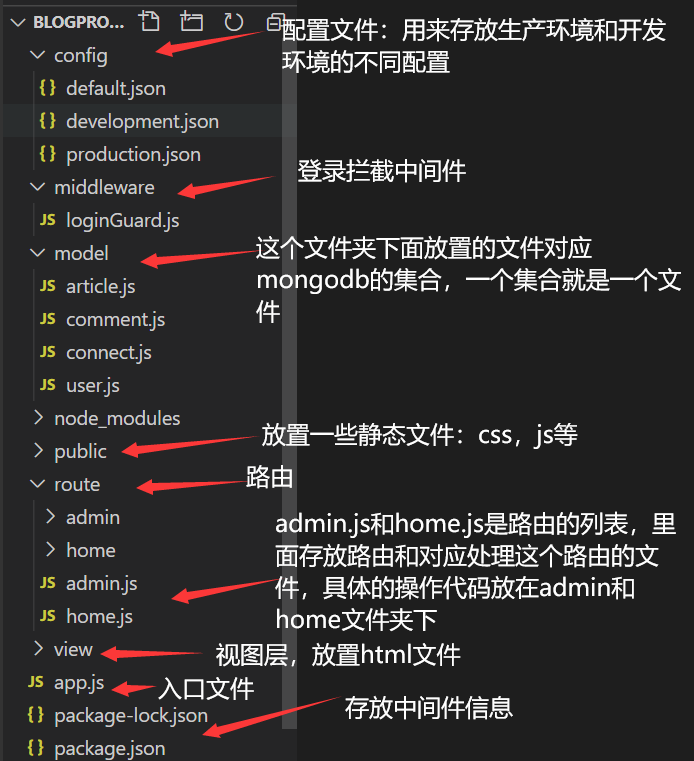 BLOGPRO...
配置文件：用来存放生产环境和开发
环境的不同配置
config
{} default.json
{} development.json
{} production.json
middleware
登录拦截中间件
JS loginGuard.js
model
这个文件夹下面放置的文件对应
mongodb的集合，一个集合就是一个文
件
JS article.js
JS comment.js
JS connect.js
JS user.js
node_modules
public
放置一些静态文件：css，js等
route
路由
admin
home
JS admin.js
JS home.js
admin.js和home.js是路由的列表，里
面存放路由和对应处理这个路由的文
件，具体的操作代码放在admin和
home文件夹下
view
视图层，放置html文件
JS app.js
入口文件
{} package-lock.json
{} package.json
存放中间件信息